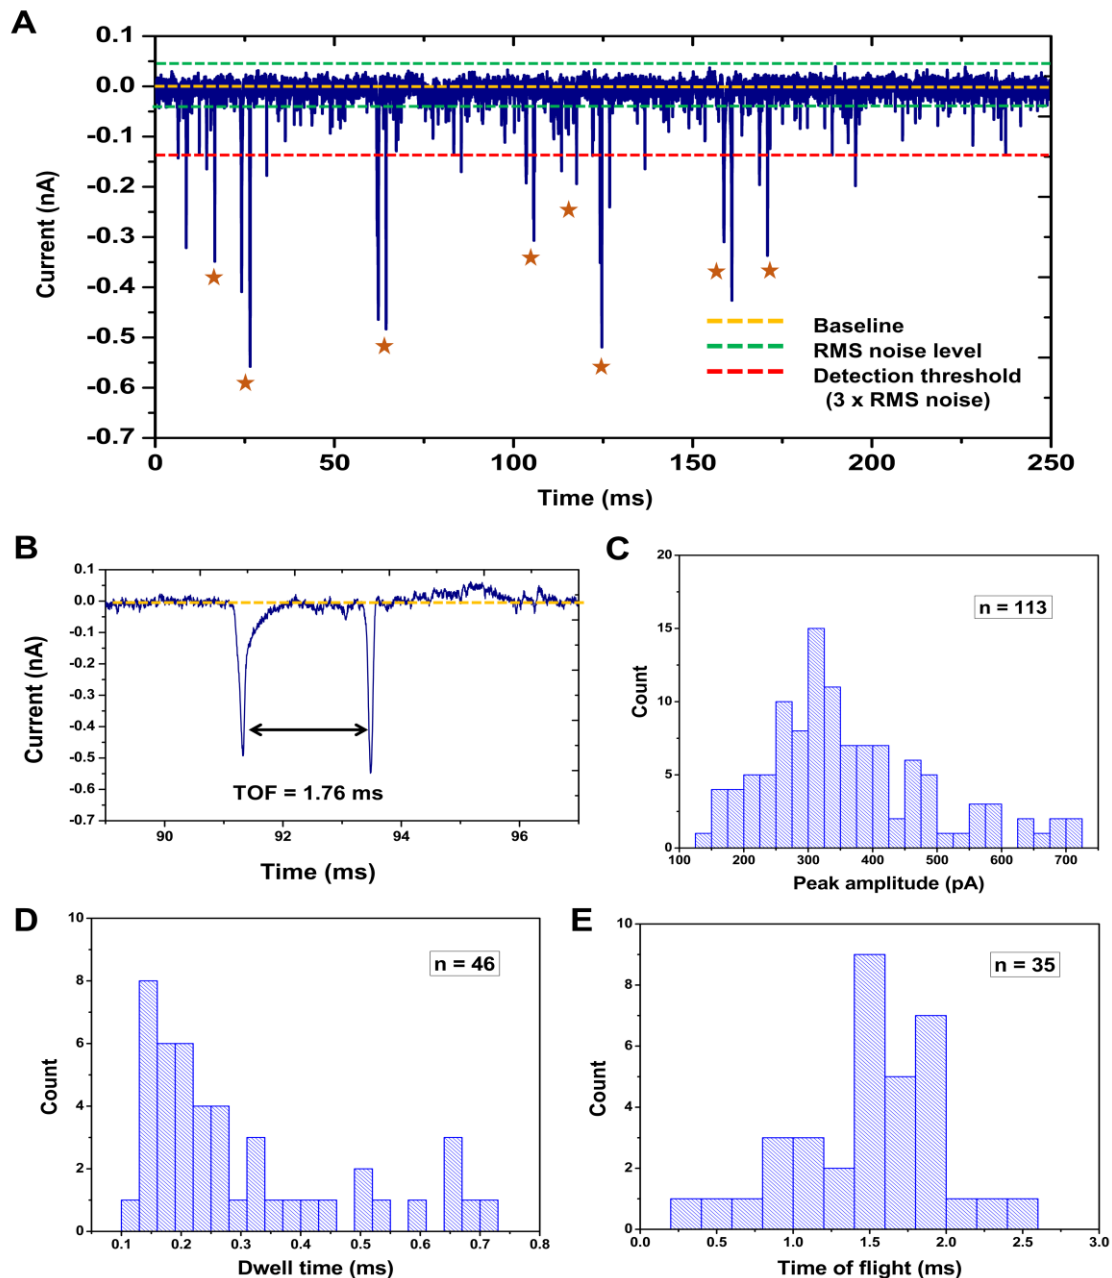 A
0.1
0.0
-0.1
-0.2
-0.3
-0.4
-0.5
-0.6
-0.7
Current (nA)
Baseline
RMS noise level
Detection threshold
(3 x RMS noise)
0 50 100 150 200 250
Time (ms)
B
0.1
0.0
-0.1
-0.2
-0.3
-0.4
-0.5
-0.6
-0.7
Current (nA)
TOF = 1.76 ms
90 92 94 96
Time (ms)
C
20
15
10
5
0
Count
n = 113
100 200 300 400 500 600 700
Peak amplitude (pA)
D
10
8
6
4
2
0
Count
n = 46
0.1 0.2 0.3 0.4 0.5 0.6 0.7 0.8
Dwell time (ms)
E
10
8
6
4
2
0
Count
n = 35
0.0 0.5 1.0 1.5 2.0 2.5 3.0
Time of flight (ms)